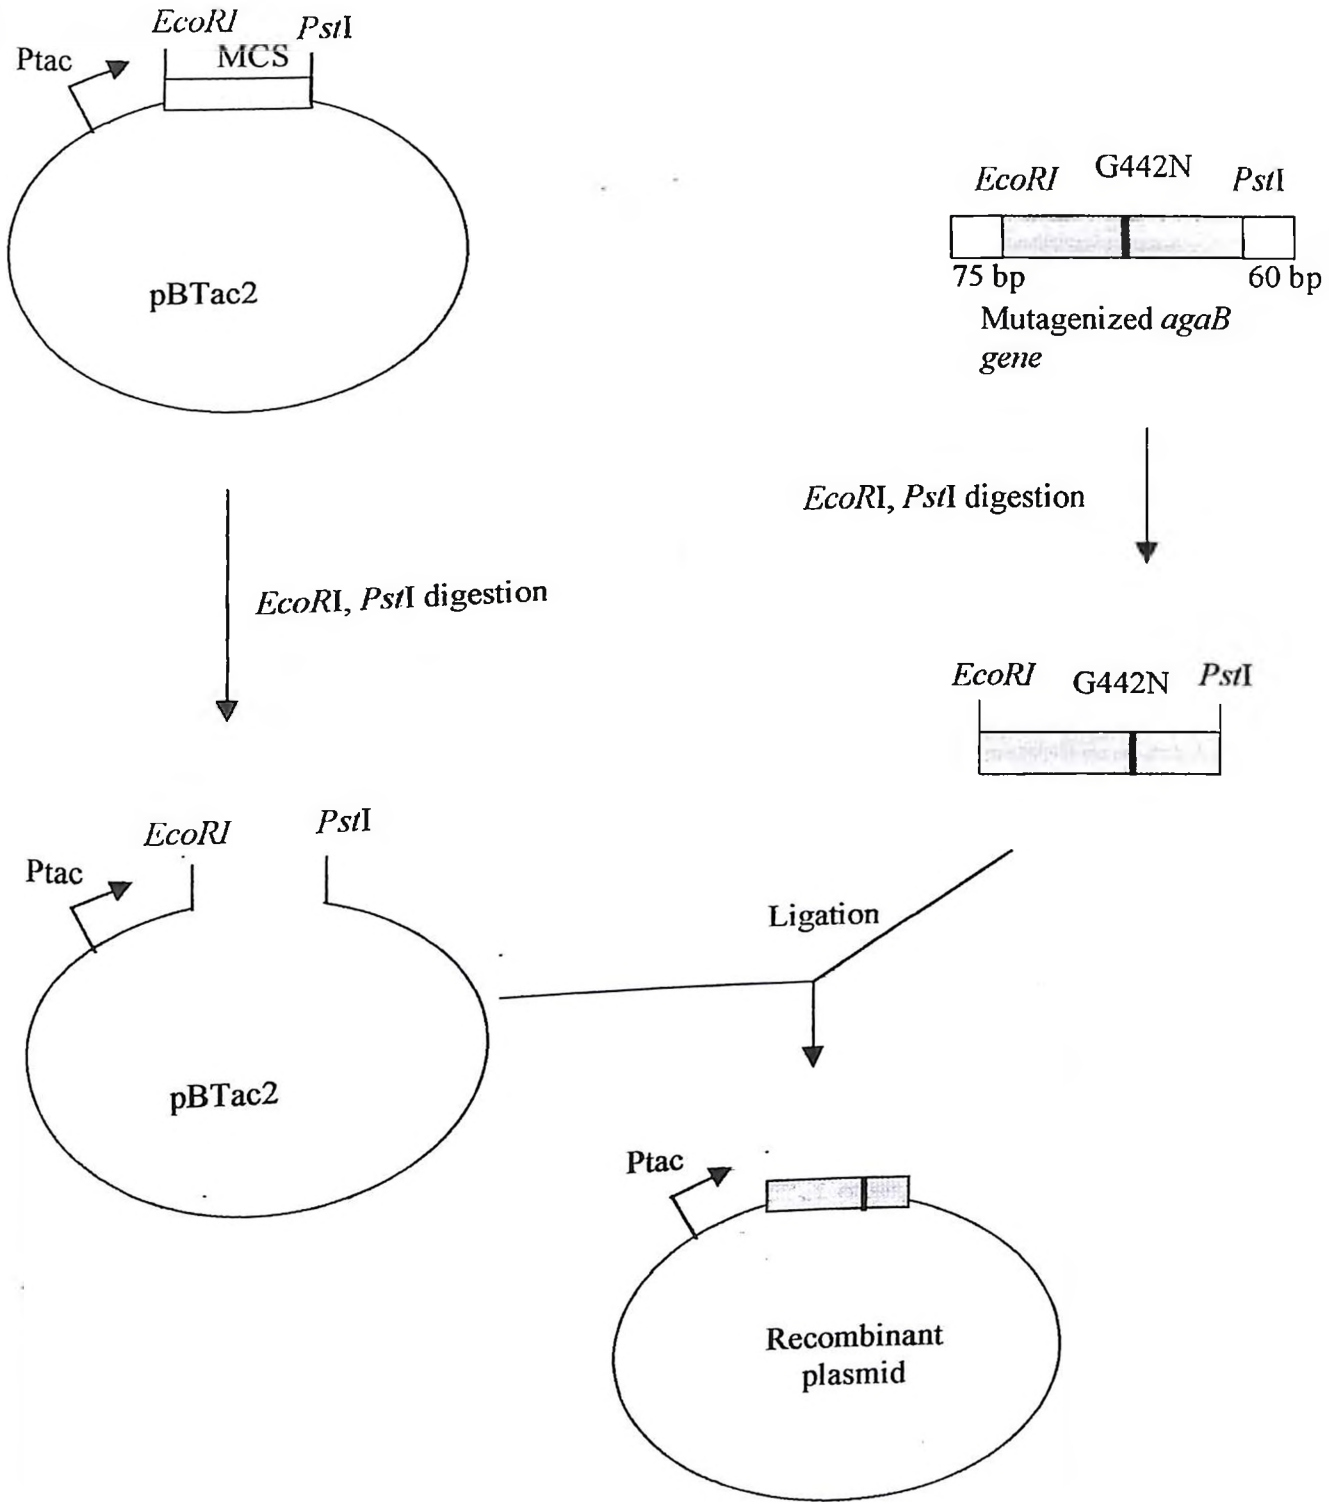 EcoRI PstI
Ptac MCS
pBTac2
EcoRI G442N PstI
75 bp 60 bp
Mutagenized agaB
gene
EcoRI, PstI digestion
EcoRI, PstI digestion
EcoRI G442N PstI
EcoRI PstI
Ptac
Ligation
pBTac2
Ptac
Recombinant
plasmid